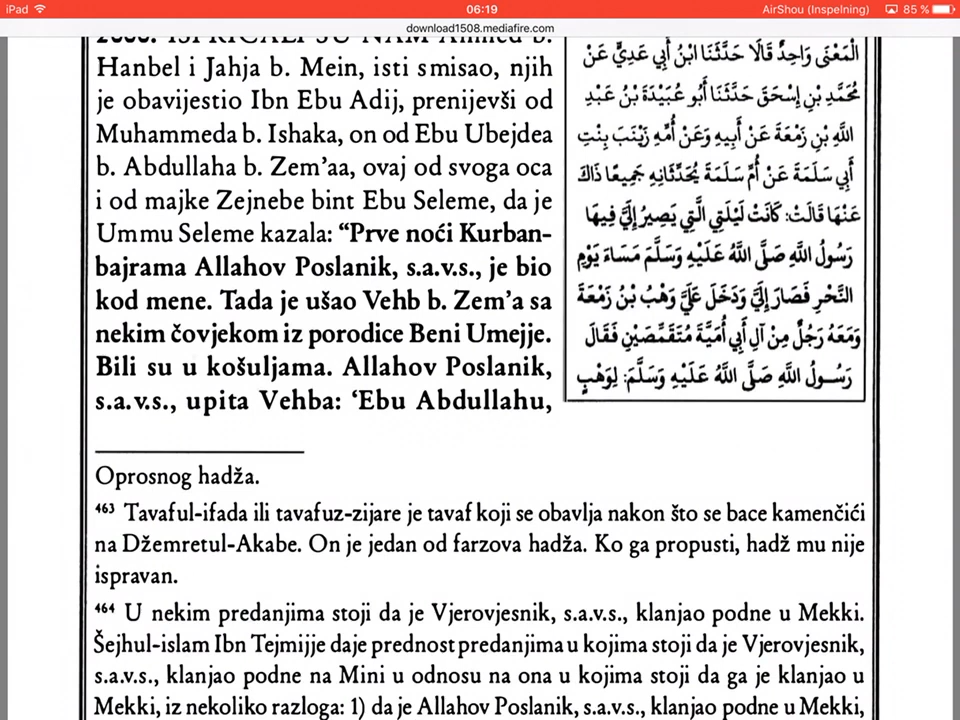 iPad
06:19
AirShou (Inspelning)
85 %
download1508.mediafire.com
2000. ISPRIČALI SU NAM Ahmed b.
Hanbel i Jahja b. Mein, isti smisao, njih
je obavijestio Ibn Ebu Adij, prenijevši od
Muhammeda b. Ishaka, on od Ebu Ubejdea
b. Abdullaha b. Zem’aa, ovaj od svoga oca
i od majke Zejnebe bint Ebu Seleme, da je
Ummu Seleme kazala: “Prve noći Kurban-
bajrama Allahov Poslanik, s.a.v.s., je bio
kod mene. Tada je ušao Vehb b. Zem’a sa
nekim čovjekom iz porodice Beni Umejje.
Bili su u košuljama. Allahov Poslanik,
s.a.v.s., upita Vehba: ‘Ebu Abdullahu,
الْمَعْنَى وَاحِدٌ قَالَا حَدَّثَنَا ابْنُ أَبِي عَدِيٍّ عَنْ
مُحَمَّدِ بْنِ إِسْحَقَ حَدَّثَنَا أَبُو عُبَيْدَةَ بْنُ عَبْدِ
اللَّهِ بْنِ زَمْعَةَ عَنْ أَبِيهِ وَعَنْ أُمِّهِ زَيْنَبَ بِنْتِ
أَبِي سَلَمَةَ عَنْ أُمِّ سَلَمَةَ يُحَدِّثَانِهِ جَمِيعًا ذَاكَ
عَنْهَا قَالَتْ: كَانَتْ لَيْلَتِي الَّتِي يَصِيرُ إِلَيَّ فِيهَا
رَسُولُ اللَّهِ صَلَّى اللَّهُ عَلَيْهِ وَسَلَّمَ مَسَاءَ يَوْمِ
النَّحْرِ فَصَارَ إِلَيَّ وَدَخَلَ عَلَيَّ وَهْبُ بْنُ زَمْعَةَ
وَمَعَهُ رَجُلٌ مِنْ آلِ أَبِي أُمَيَّةَ مُتَقَمِّصَيْنِ فَقَالَ
رَسُولُ اللَّهِ صَلَّى اللَّهُ عَلَيْهِ وَسَلَّمَ: لِوَهْبٍ
Oprosnog hadža.
463 Tavaful-ifada ili tavafuz-zijare je tavaf koji se obavlja nakon što se bace kamenčići
na Džemretul-Akabe. On je jedan od farzova hadža. Ko ga propusti, hadž mu nije
ispravan.
464 U nekim predanjima stoji da je Vjerovjesnik, s.a.v.s., klanjao podne u Mekki.
Šejhul-islam Ibn Tejmijje daje prednost predanjima u kojima stoji da je Vjerovjesnik,
s.a.v.s., klanjao podne na Mini u odnosu na ona u kojima stoji da ga je klanjao u
Mekki, iz nekoliko razloga: 1) da je Allahov Poslanik, s.a.v.s., klanjao podne u Mekki,